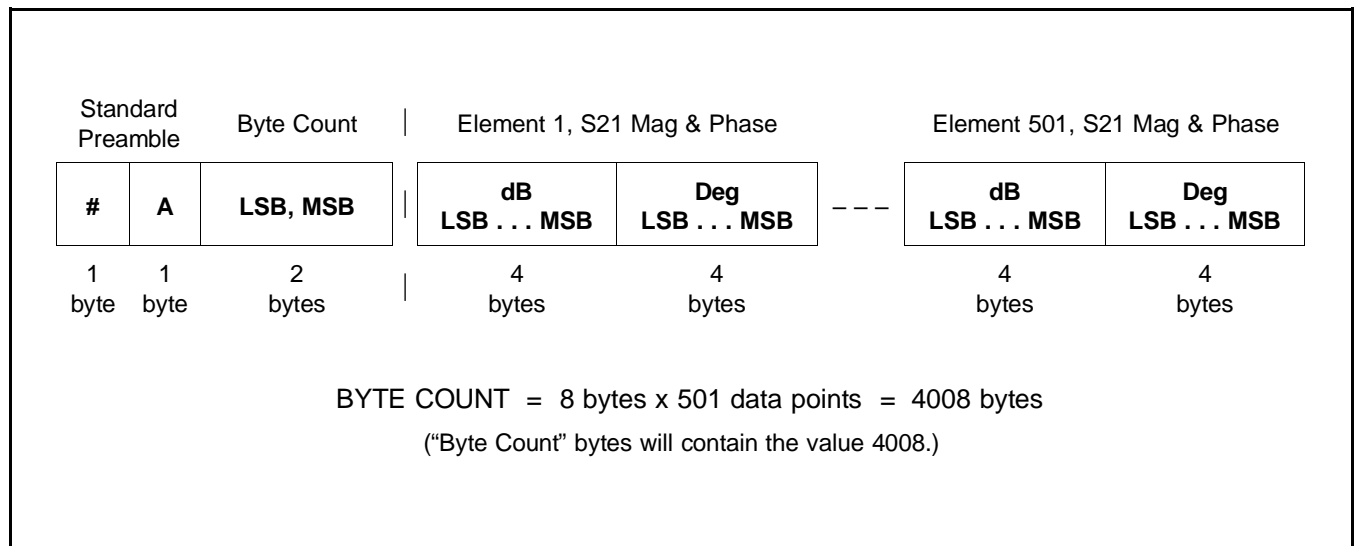 Standard
Preamble
Byte Count
Element 1, S21 Mag & Phase
Element 501, S21 Mag & Phase
#
A
LSB, MSB
dB
LSB . . . MSB
Deg
LSB . . . MSB
dB
LSB . . . MSB
Deg
LSB . . . MSB
1
byte
1
byte
2
bytes
4
bytes
4
bytes
4
bytes
4
bytes
BYTE COUNT = 8 bytes x 501 data points = 4008 bytes
(“Byte Count” bytes will contain the value 4008.)